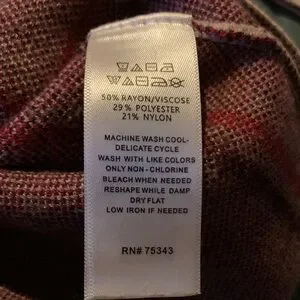 50% RAYON/VISCOSE
29% POLYESTER
21% NYLON
MACHINE WASH COOL-
DELICATE CYCLE
WASH WITH LIKE COLORS
ONLY NON-CHLORINE
BLEACH WHEN NEEDED
RESHAPE WHILE DAMP
DRY FLAT
LOW IRON IF NEEDED
RN# 75343